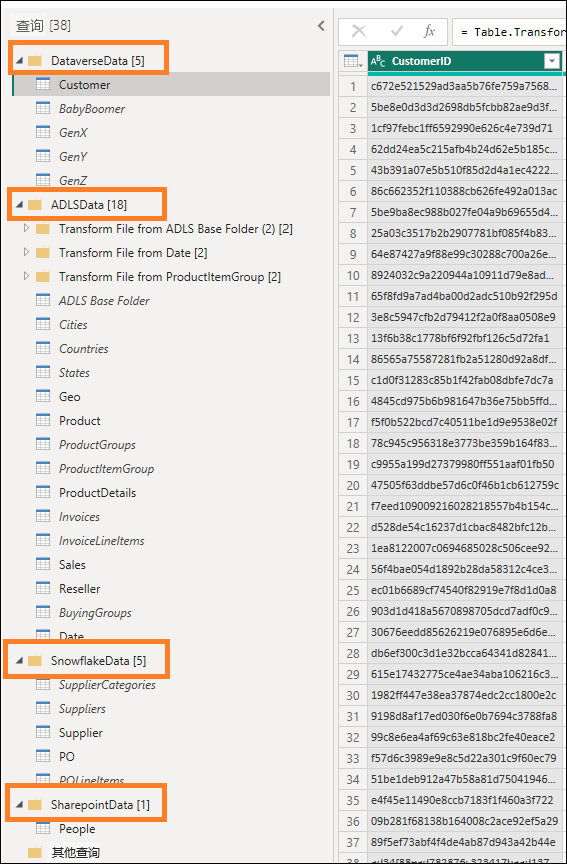 查询 [38]
DataverseData [5]
Customer
BabyBoomer
GenX
GenY
GenZ
ADLSData [18]
Transform File from ADLS Base Folder (2) [2]
Transform File from Date [2]
Transform File from ProductItemGroup [2]
ADLS Base Folder
Cities
Countries
States
Geo
Product
ProductGroups
ProductItemGroup
ProductDetails
Invoices
InvoiceLineItems
Sales
Reseller
BuyingGroups
Date
SnowflakeData [5]
SupplierCategories
Suppliers
Supplier
PO
POLineItems
SharepointData [1]
People
其他查询
fx = Table.Transfor
ABC CustomerID
1 c672e521529ad3aa5b76fe759a7568...
2 5be8e0d3d3d2698db5fcbb82ae9d3f...
3 1cf97febc1ff6592990e626c4e739d71
4 62dd24ea5c215afb4b24d62e5b185c...
5 43b391a07e5b510f85d2d4a1ec4222...
6 86c662352f110388cb626fe492a013ac
7 5be9ba8ec988b027fe04a9b69655d4...
8 25a03c3517b2b2907781bf085f4b83...
9 64e87427a9f88e99c30288c700a26e...
10 8924032c9a220944a10911d79e8ad...
11 65f8fd9a7ad4ba00d2adc510b92f295d
12 3e8c5947cfb2d79412f2a0f8aa0508e9
13 13f6b38c1778bf6f92fbf126c5d72fa1
14 86565a75587281fb2a51280d92a8df...
15 c1d0f31283c85b1f42fab08dbfe7dc7a
16 4845cd975b6b981647b36e75bb5ffd...
17 f5f0b522bcd7c40511be1d9e9538e02f
18 78c945c956318e3773be359b164f83...
19 c9955a199d27379980ff551aaf01fb50
20 47505f63ddbe57d6c0f46b1cb612759c
21 f7eed109009216028218557b4b154c...
22 d528de54c16237d1cbac8482bfc12b...
23 1ea8122007c0694685028c506cee92...
24 56f4bae054d1892b28da58312c4ce3...
25 ec01b6689cf74540f82919e7f8d1d0a8
26 903d1d418a5670898705dcd7adf0c9...
27 30676eedd85626219e076895e6d6e...
28 db6ef300c3d1e32bcca64341d82841...
29 615e17432775ce4ae34aba106216c3...
30 1982ff447e38ea37874edc2cc1800e2c
31 9198d8af17ed030f6e0b7694c3788fa8
32 99c8e6ea4af69c63e818bc2fe40eace2
33 f57d6c3989e9e8c5d22a301c9f60ec79
34 51be1deb912a47b58a81d75041946...
35 e4f45e11490e8ccb7183f1f460a3f722
36 09b281f68138b164008c2ace92ef5a29
37 89f5ef73abf4f4de4ab87d943a42b44e
38